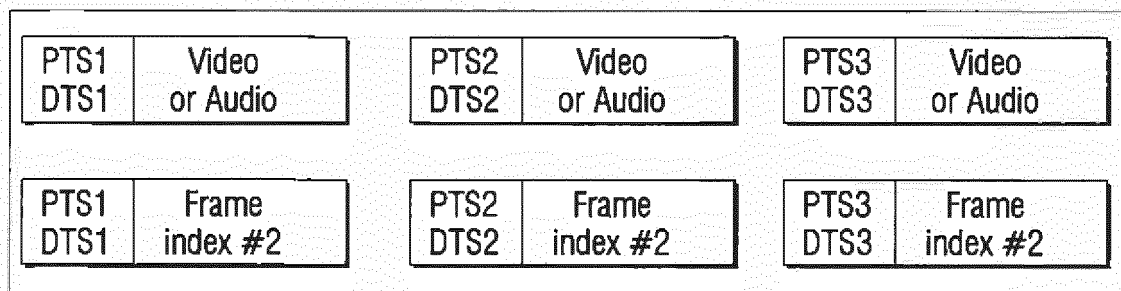 PTS1 Video PTS2 Video PTS3 Video
DTS1 or Audio DTS2 or Audio DTS3 or Audio
PTS1 Frame PTS2 Frame PTS3 Frame
DTS1 index #2 DTS2 index #2 DTS3 index #2